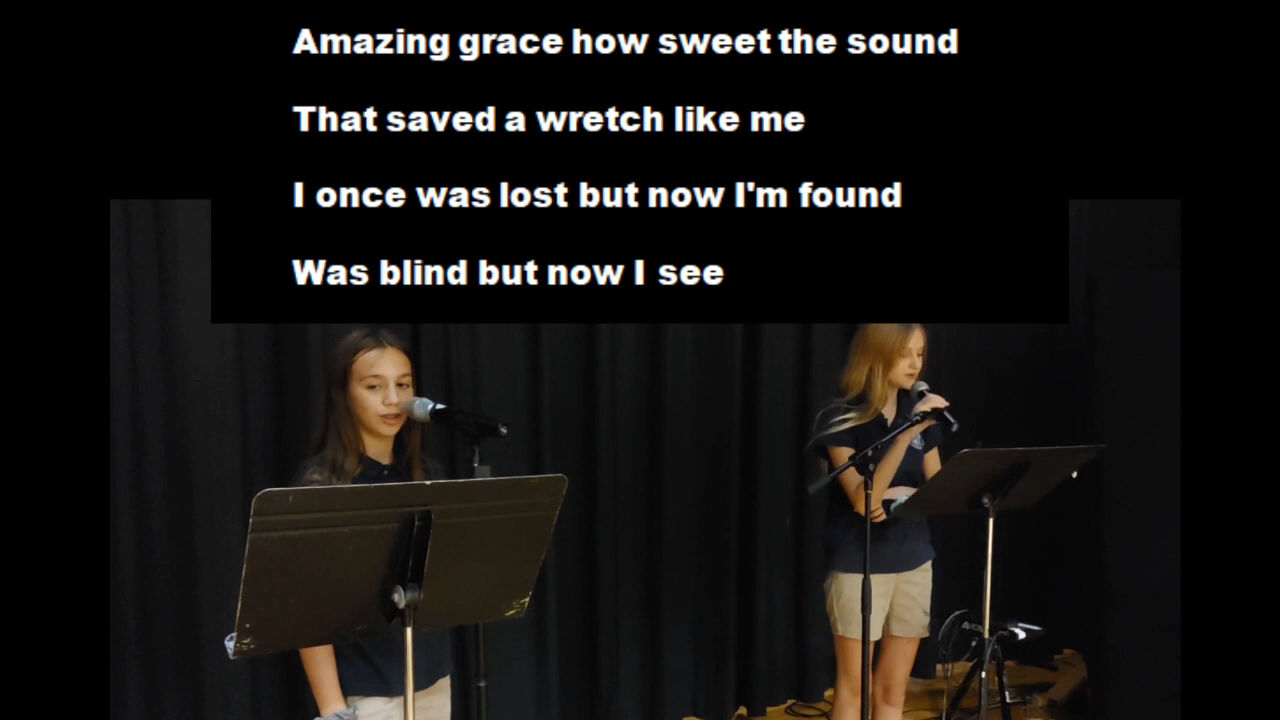 Amazing grace how sweet the sound
That saved a wretch like me
I once was lost but now I'm found
Was blind but now I see